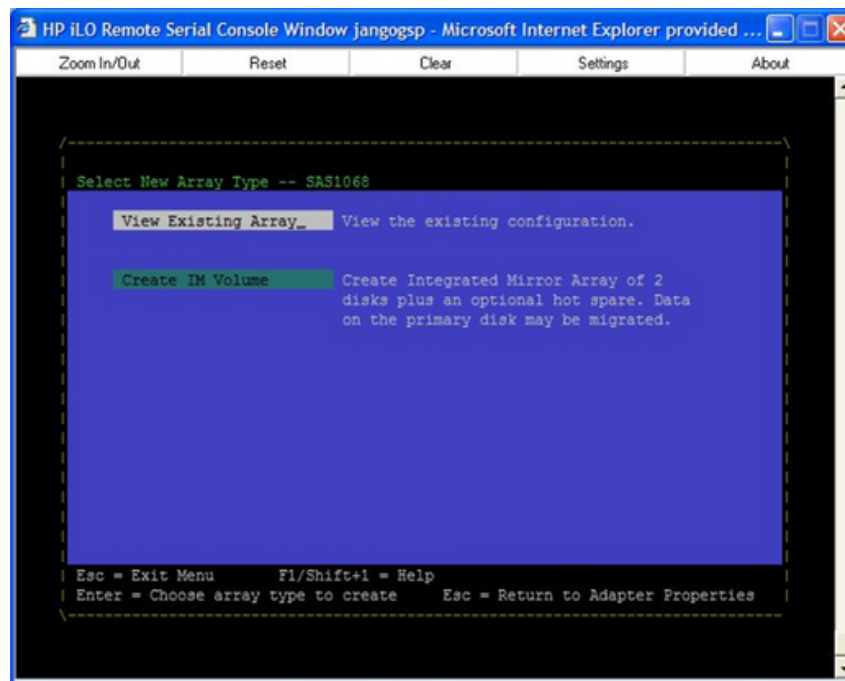 HP iLO Remote Serial Console Window jangogsp - Microsoft Internet Explorer provided ...
Zoom In/Out Reset Clear Settings About
Select New Array Type -- SAS1068
View Existing Array_ View the existing configuration.
Create IM Volume Create Integrated Mirror Array of 2
disks plus an optional hot spare. Data
on the primary disk may be migrated.
Esc = Exit Menu F1/Shift+1 = Help
Enter = Choose array type to create Esc = Return to Adapter Properties